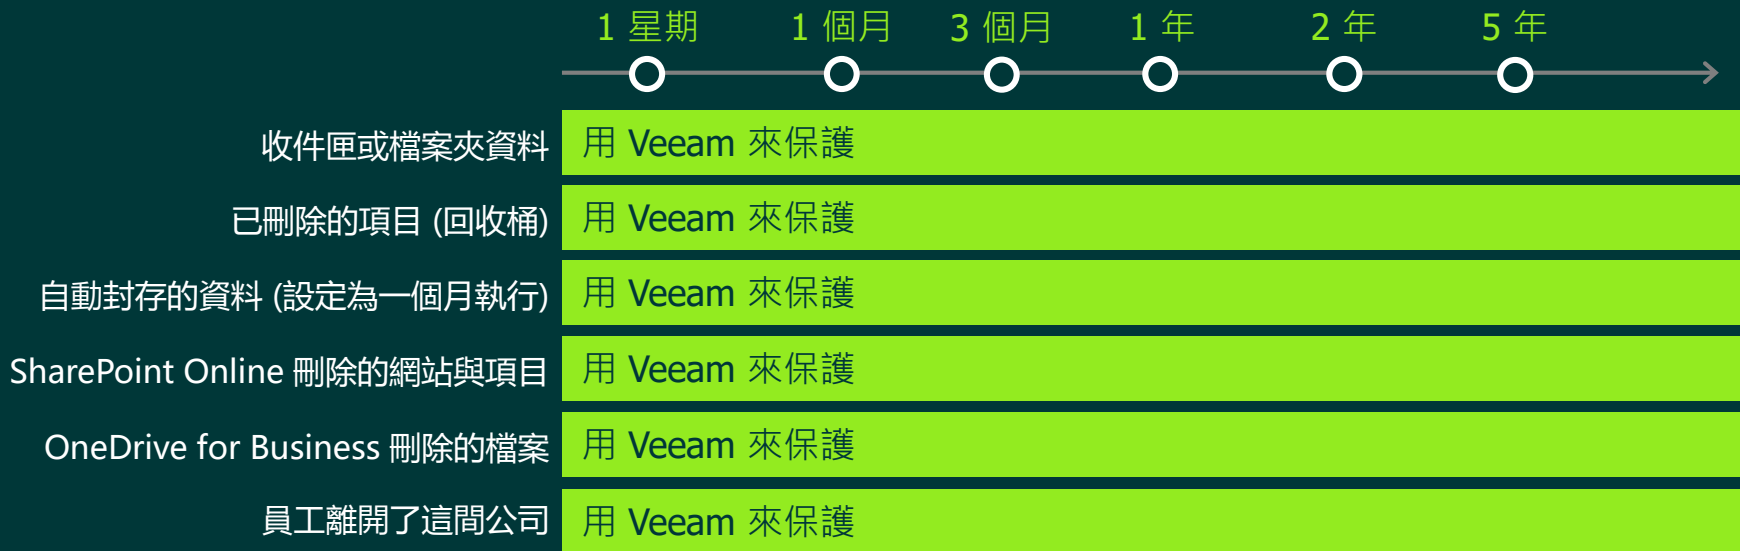 1 星期 1 個月 3 個月 1 年 2 年 5 年
收件匣或檔案夾資料 用 Veeam 來保護
已刪除的項目 (回收桶) 用 Veeam 來保護
自動封存的資料 (設定為一個月執行) 用 Veeam 來保護
SharePoint Online 刪除的網站與項目 用 Veeam 來保護
OneDrive for Business 刪除的檔案 用 Veeam 來保護
員工離開了這間公司 用 Veeam 來保護